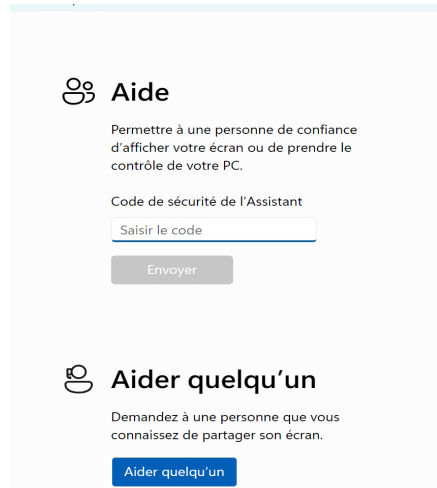 Aide
Permettre à une personne de confiance
d'afficher votre écran ou de prendre le
contrôle de votre PC.
Code de sécurité de l'Assistant
Saisir le code
Envoyer
Aider quelqu'un
Demandez à une personne que vous
connaissez de partager son écran.
Aider quelqu'un